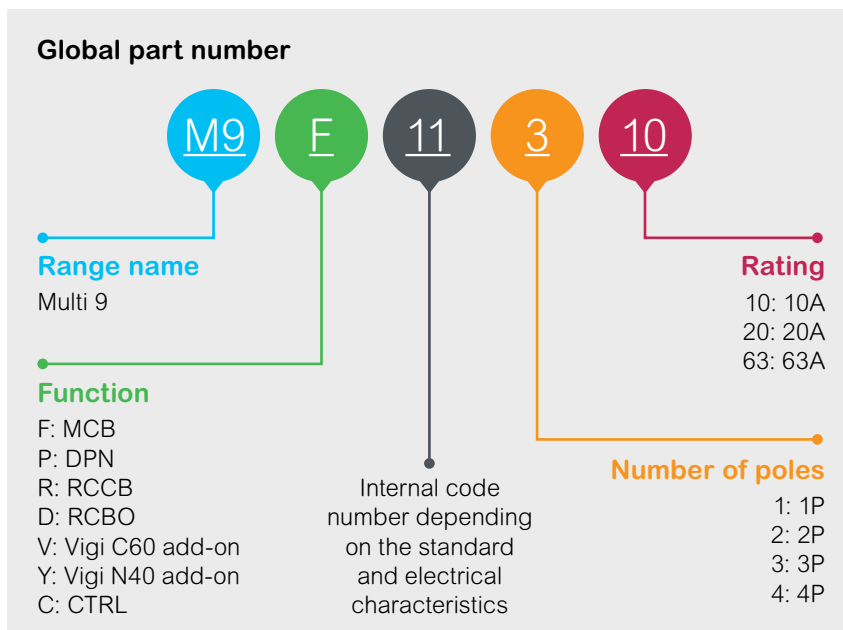 Global part number
M9 F 11 3 10
Range name
Multi 9
Function
F: MCB
P: DPN
R: RCCB
D: RCBO
V: Vigi C60 add-on
Y: Vigi N40 add-on
C: CTRL
Internal code
number depending
on the standard
and electrical
characteristics
Rating
10: 10A
20: 20A
63: 63A
Number of poles
1: 1P
2: 2P
3: 3P
4: 4P